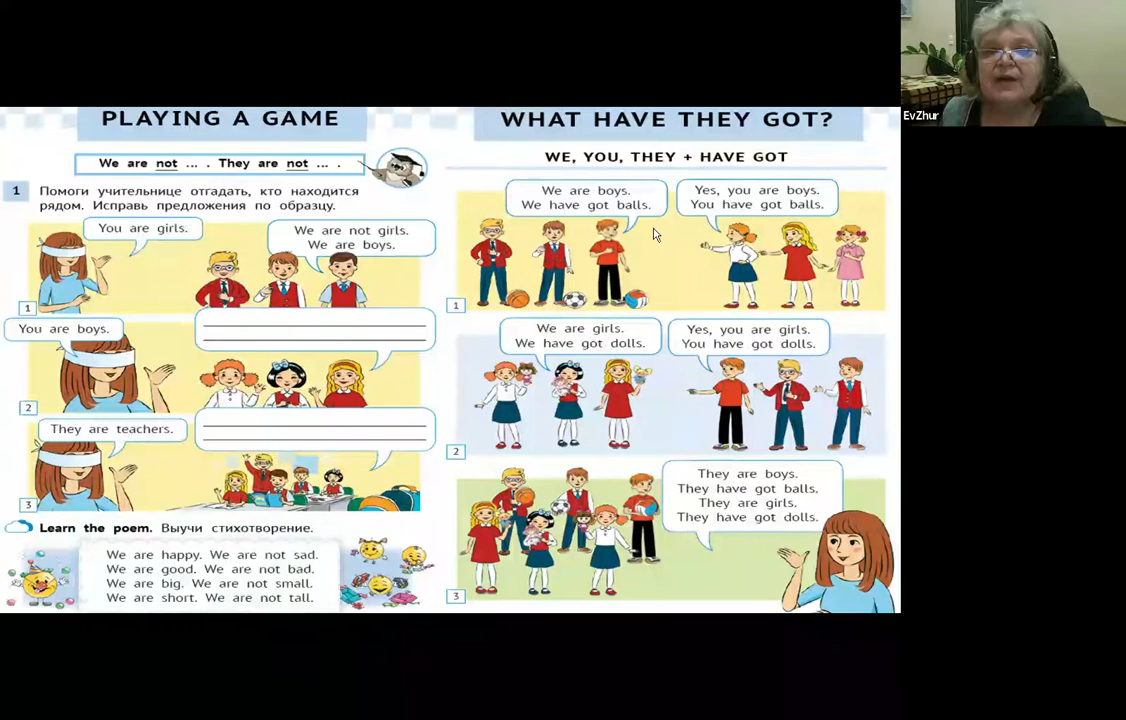 PLAYING A GAME
We are not ... . They are not ... .
1
Помоги учительнице отгадать, кто находится
рядом. Исправь предложения по образцу.
You are girls.
We are not girls.
We are boys.
1
You are boys.
2
They are teachers.
3
Learn the poem. Выучи стихотворение.
We are happy. We are not sad.
We are good. We are not bad.
We are big. We are not small.
We are short. We are not tall.
WHAT HAVE THEY GOT?
WE, YOU, THEY + HAVE GOT
We are boys.
We have got balls.
Yes, you are boys.
You have got balls.
1
We are girls.
We have got dolls.
Yes, you are girls.
You have got dolls.
2
They are boys.
They have got balls.
They are girls.
They have got dolls.
3
EvZhur